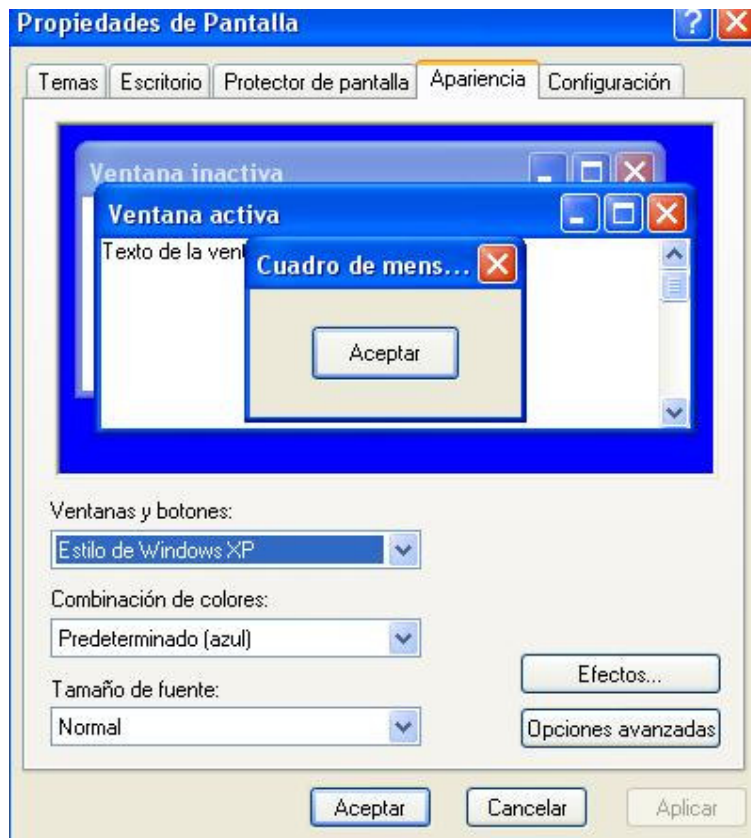 Propiedades de Pantalla
Temas Escritorio Protector de pantalla Apariencia Configuración
Ventana inactiva
Ventana activa
Texto de la vent
Cuadro de mens...
Aceptar
Ventanas y botones:
Estilo de Windows XP
Combinación de colores:
Predeterminado (azul)
Tamaño de fuente:
Normal
Efectos...
Opciones avanzadas
Aceptar Cancelar Aplicar